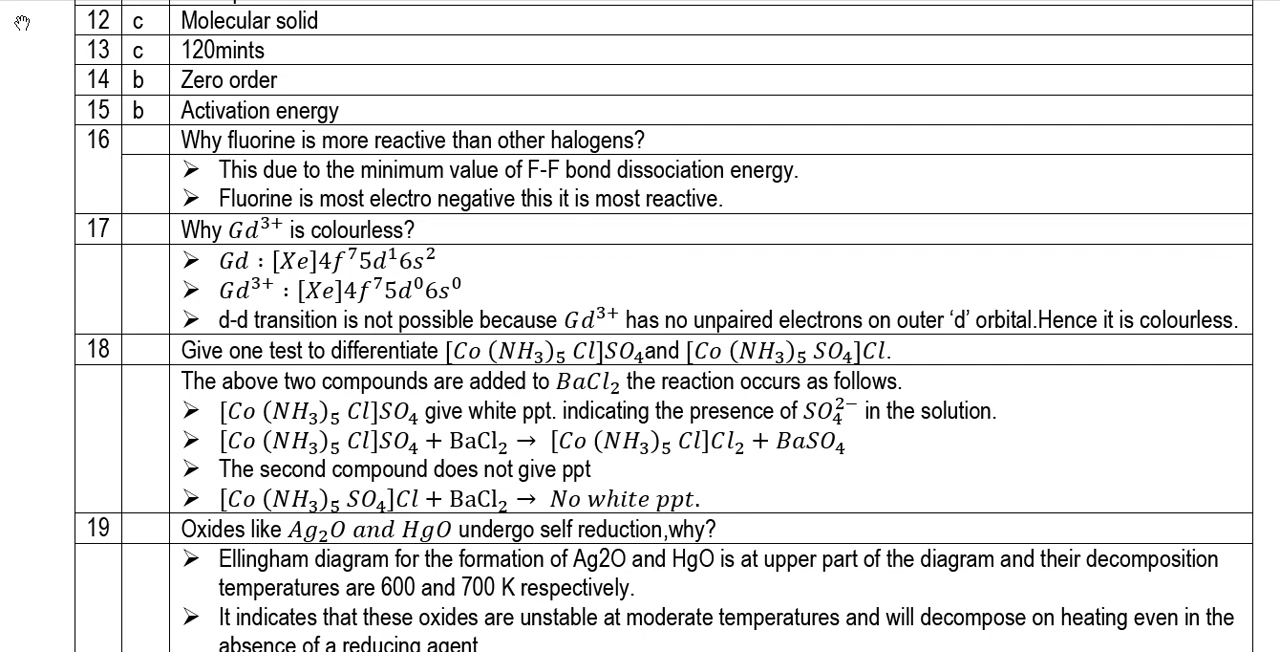 12 c Molecular solid
13 c 120mints
14 b Zero order
15 b Activation energy
16 Why fluorine is more reactive than other halogens?
➢ This due to the minimum value of F-F bond dissociation energy.
➢ Fluorine is most electro negative this it is most reactive.
17 Why Gd³⁺ is colourless?
➢ Gd : [Xe]4f⁷5d¹6s²
➢ Gd³⁺ : [Xe]4f⁷5d⁰6s⁰
➢ d-d transition is not possible because Gd³⁺ has no unpaired electrons on outer ‘d’ orbital.Hence it is colourless.
18 Give one test to differentiate [Co (NH₃)₅ Cl]SO₄and [Co (NH₃)₅ SO₄]Cl.
The above two compounds are added to BaCl₂ the reaction occurs as follows.
➢ [Co (NH₃)₅ Cl]SO₄ give white ppt. indicating the presence of SO₄²⁻ in the solution.
➢ [Co (NH₃)₅ Cl]SO₄ + BaCl₂ → [Co (NH₃)₅ Cl]Cl₂ + BaSO₄
➢ The second compound does not give ppt
➢ [Co (NH₃)₅ SO₄]Cl + BaCl₂ → No white ppt.
19 Oxides like Ag₂O and HgO undergo self reduction,why?
➢ Ellingham diagram for the formation of Ag2O and HgO is at upper part of the diagram and their decomposition
temperatures are 600 and 700 K respectively.
➢ It indicates that these oxides are unstable at moderate temperatures and will decompose on heating even in the
absence of a reducing agent